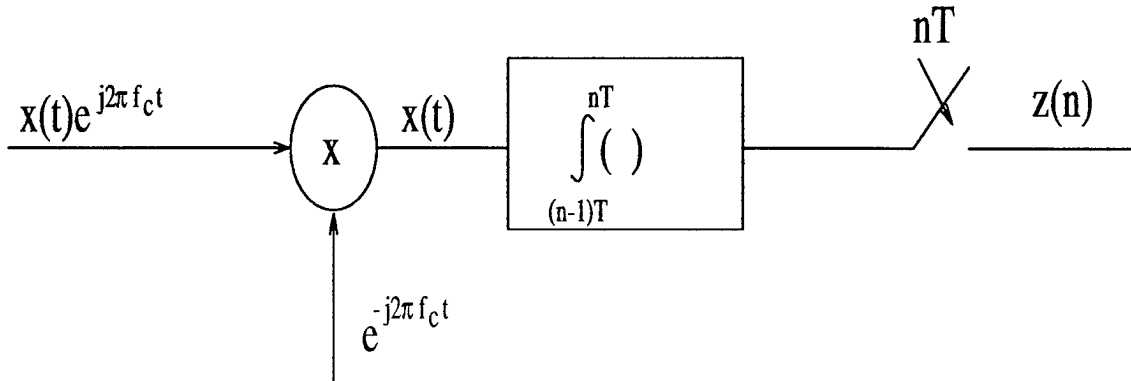 nT
x(t)e^{j2π f_c t}
x
x(t)
nT
∫( )
(n-1)T
z(n)
e^{-j2π f_c t}